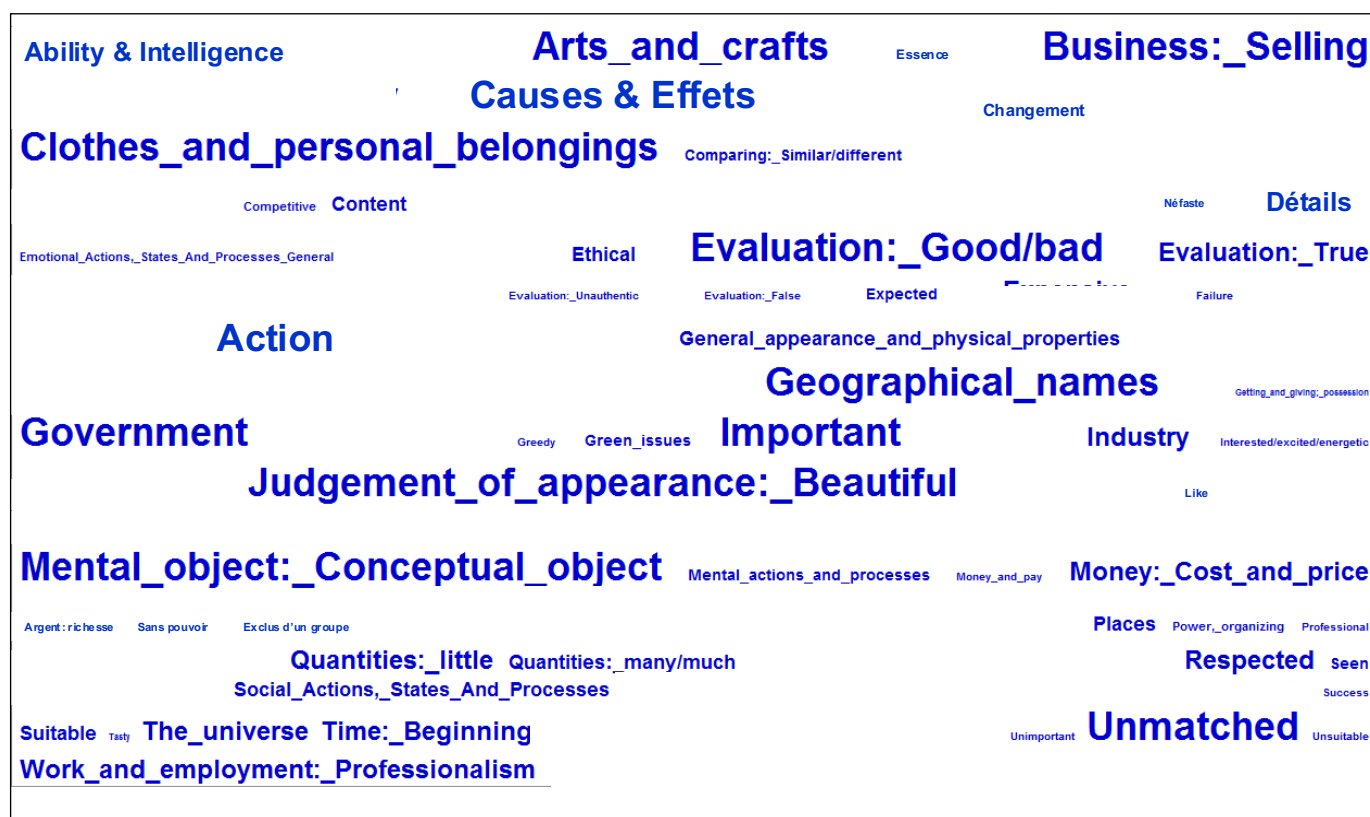 Ability & Intelligence Arts_and_crafts Essence Business:_Selling
Causes & Effets Changement
Clothes_and_personal_belongings Comparing:_Similar/different
Competitive Content Néfaste Détails
Emotional_Actions,_States_And_Processes_General Ethical Evaluation:_Good/bad Evaluation:_True
Evaluation:_Unauthentic Evaluation:_False Expected Failure
Action General_appearance_and_physical_properties
Geographical_names Getting_and_giving;_possession
Government Greedy Green_issues Important Industry Interested/excited/energetic
Judgement_of_appearance:_Beautiful Like
Mental_object:_Conceptual_object Mental_actions_and_processes Money_and_pay Money:_Cost_and_price
Argent : richesse Sans pouvoir Exclus d'un groupe Places Power,_organizing Professional
Quantities:_little Quantities:_many/much Respected Seen
Social_Actions,_States_And_Processes Success
Suitable Tasty The_universe Time:_Beginning Unimportant Unmatched Unsuitable
Work_and_employment:_Professionalism